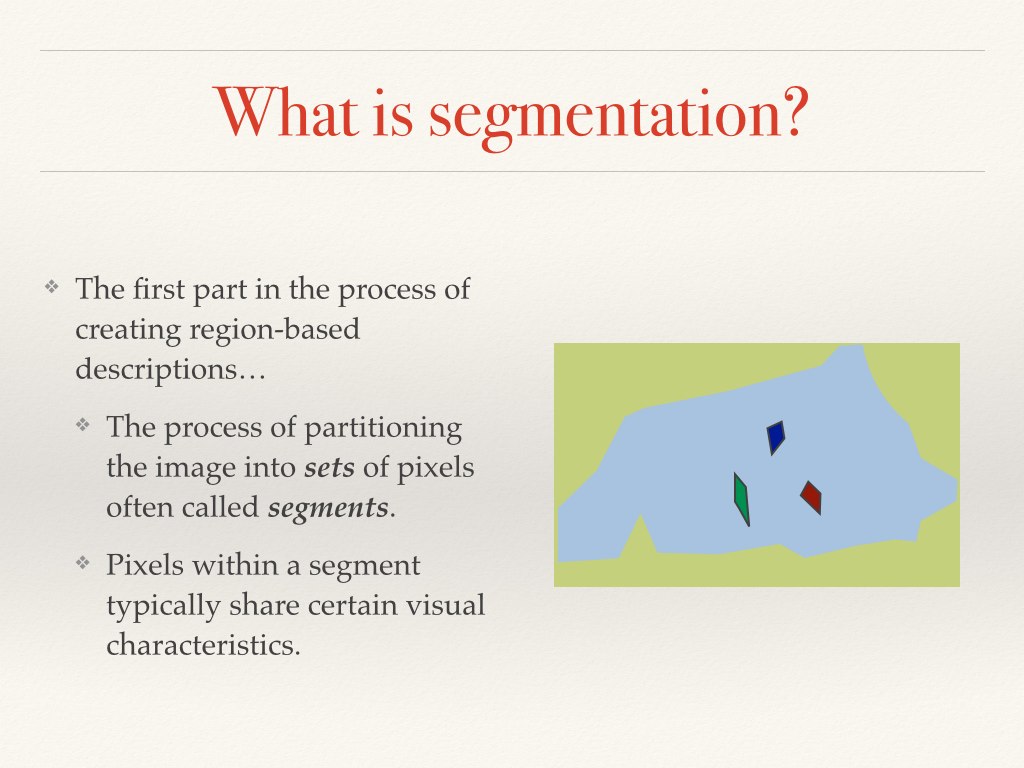 What is segmentation?
The first part in the process of
creating region-based
descriptions…
The process of partitioning
the image into sets of pixels
often called segments.
Pixels within a segment
typically share certain visual
characteristics.